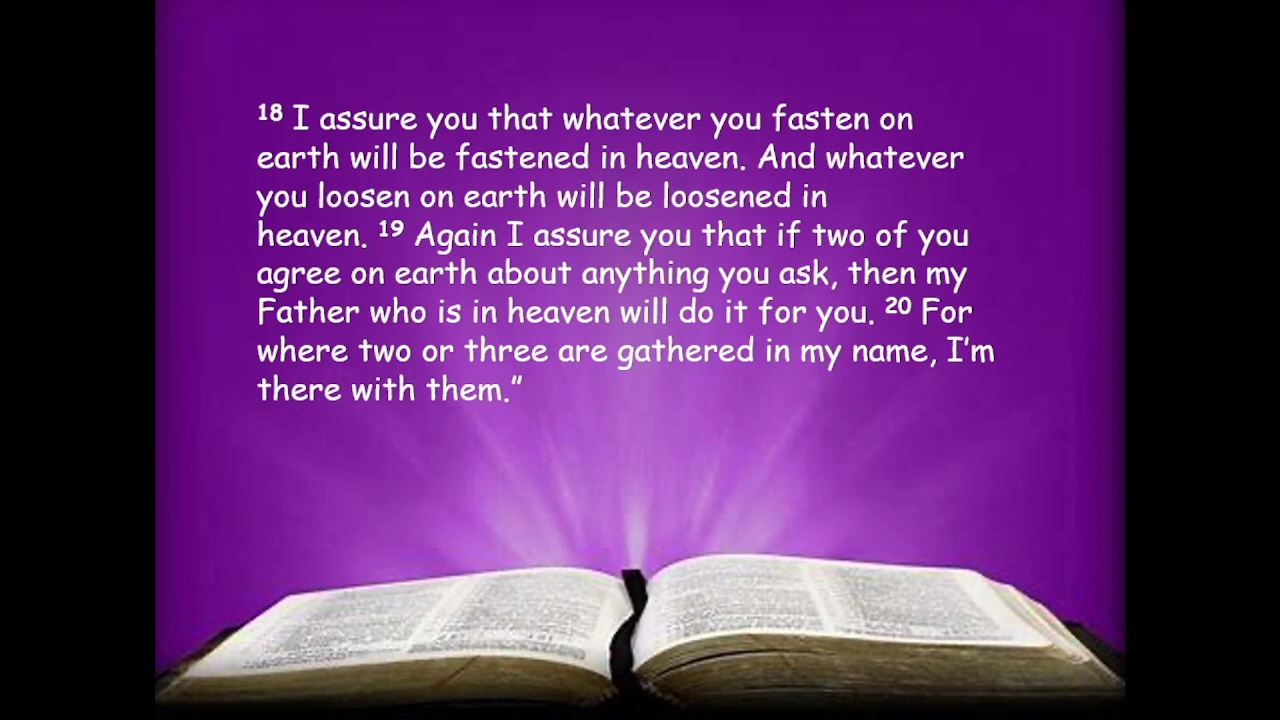 18 I assure you that whatever you fasten on
earth will be fastened in heaven. And whatever
you loosen on earth will be loosened in
heaven. 19 Again I assure you that if two of you
agree on earth about anything you ask, then my
Father who is in heaven will do it for you. 20 For
where two or three are gathered in my name, I’m
there with them.”